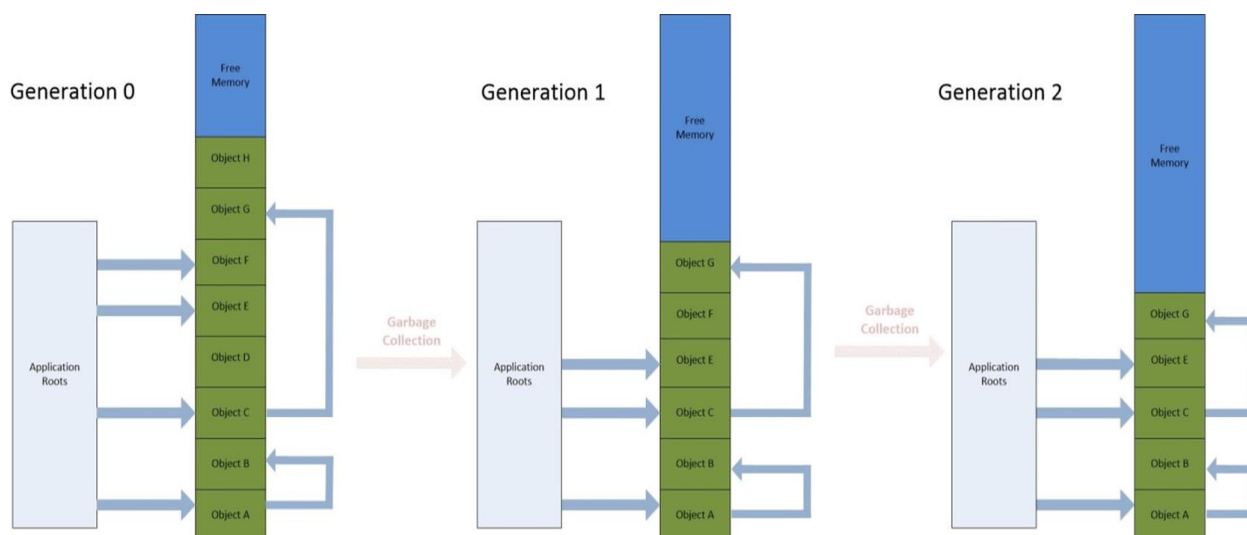 Generation 0
Free
Memory
Object H
Object G
Object F
Object E
Object D
Object C
Object B
Object A
Application
Roots
Garbage
Collection
Generation 1
Free
Memory
Object G
Object F
Object E
Object C
Object B
Object A
Application
Roots
Garbage
Collection
Generation 2
Free
Memory
Object G
Object E
Object C
Object B
Object A
Application
Roots